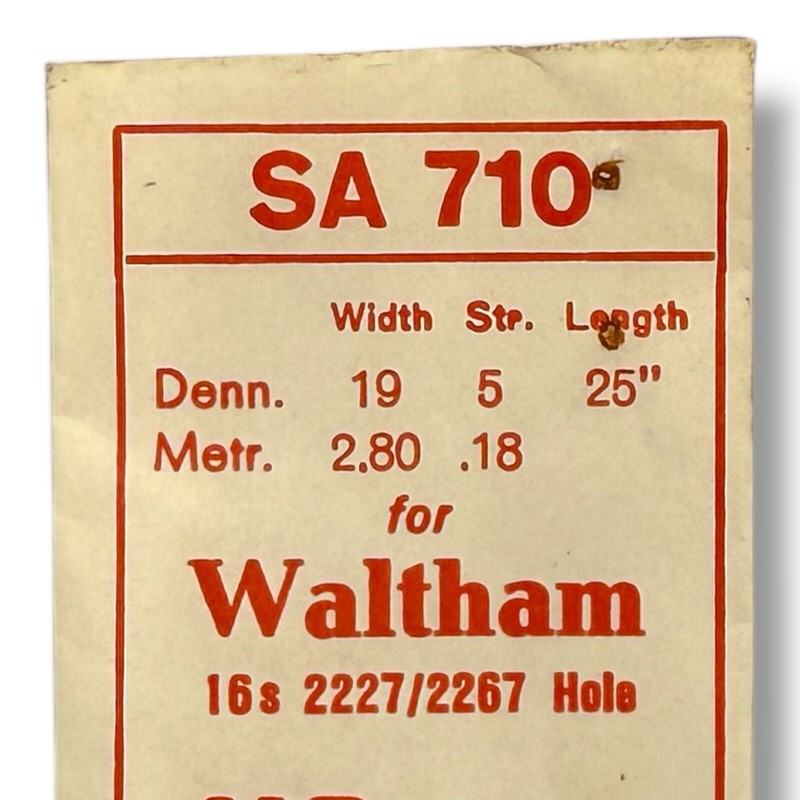 SA 710
Width Str. Length
Denn. 19 5 25"
Metr. 2.80 .18
for
Waltham
16s 2227/2267 Hole